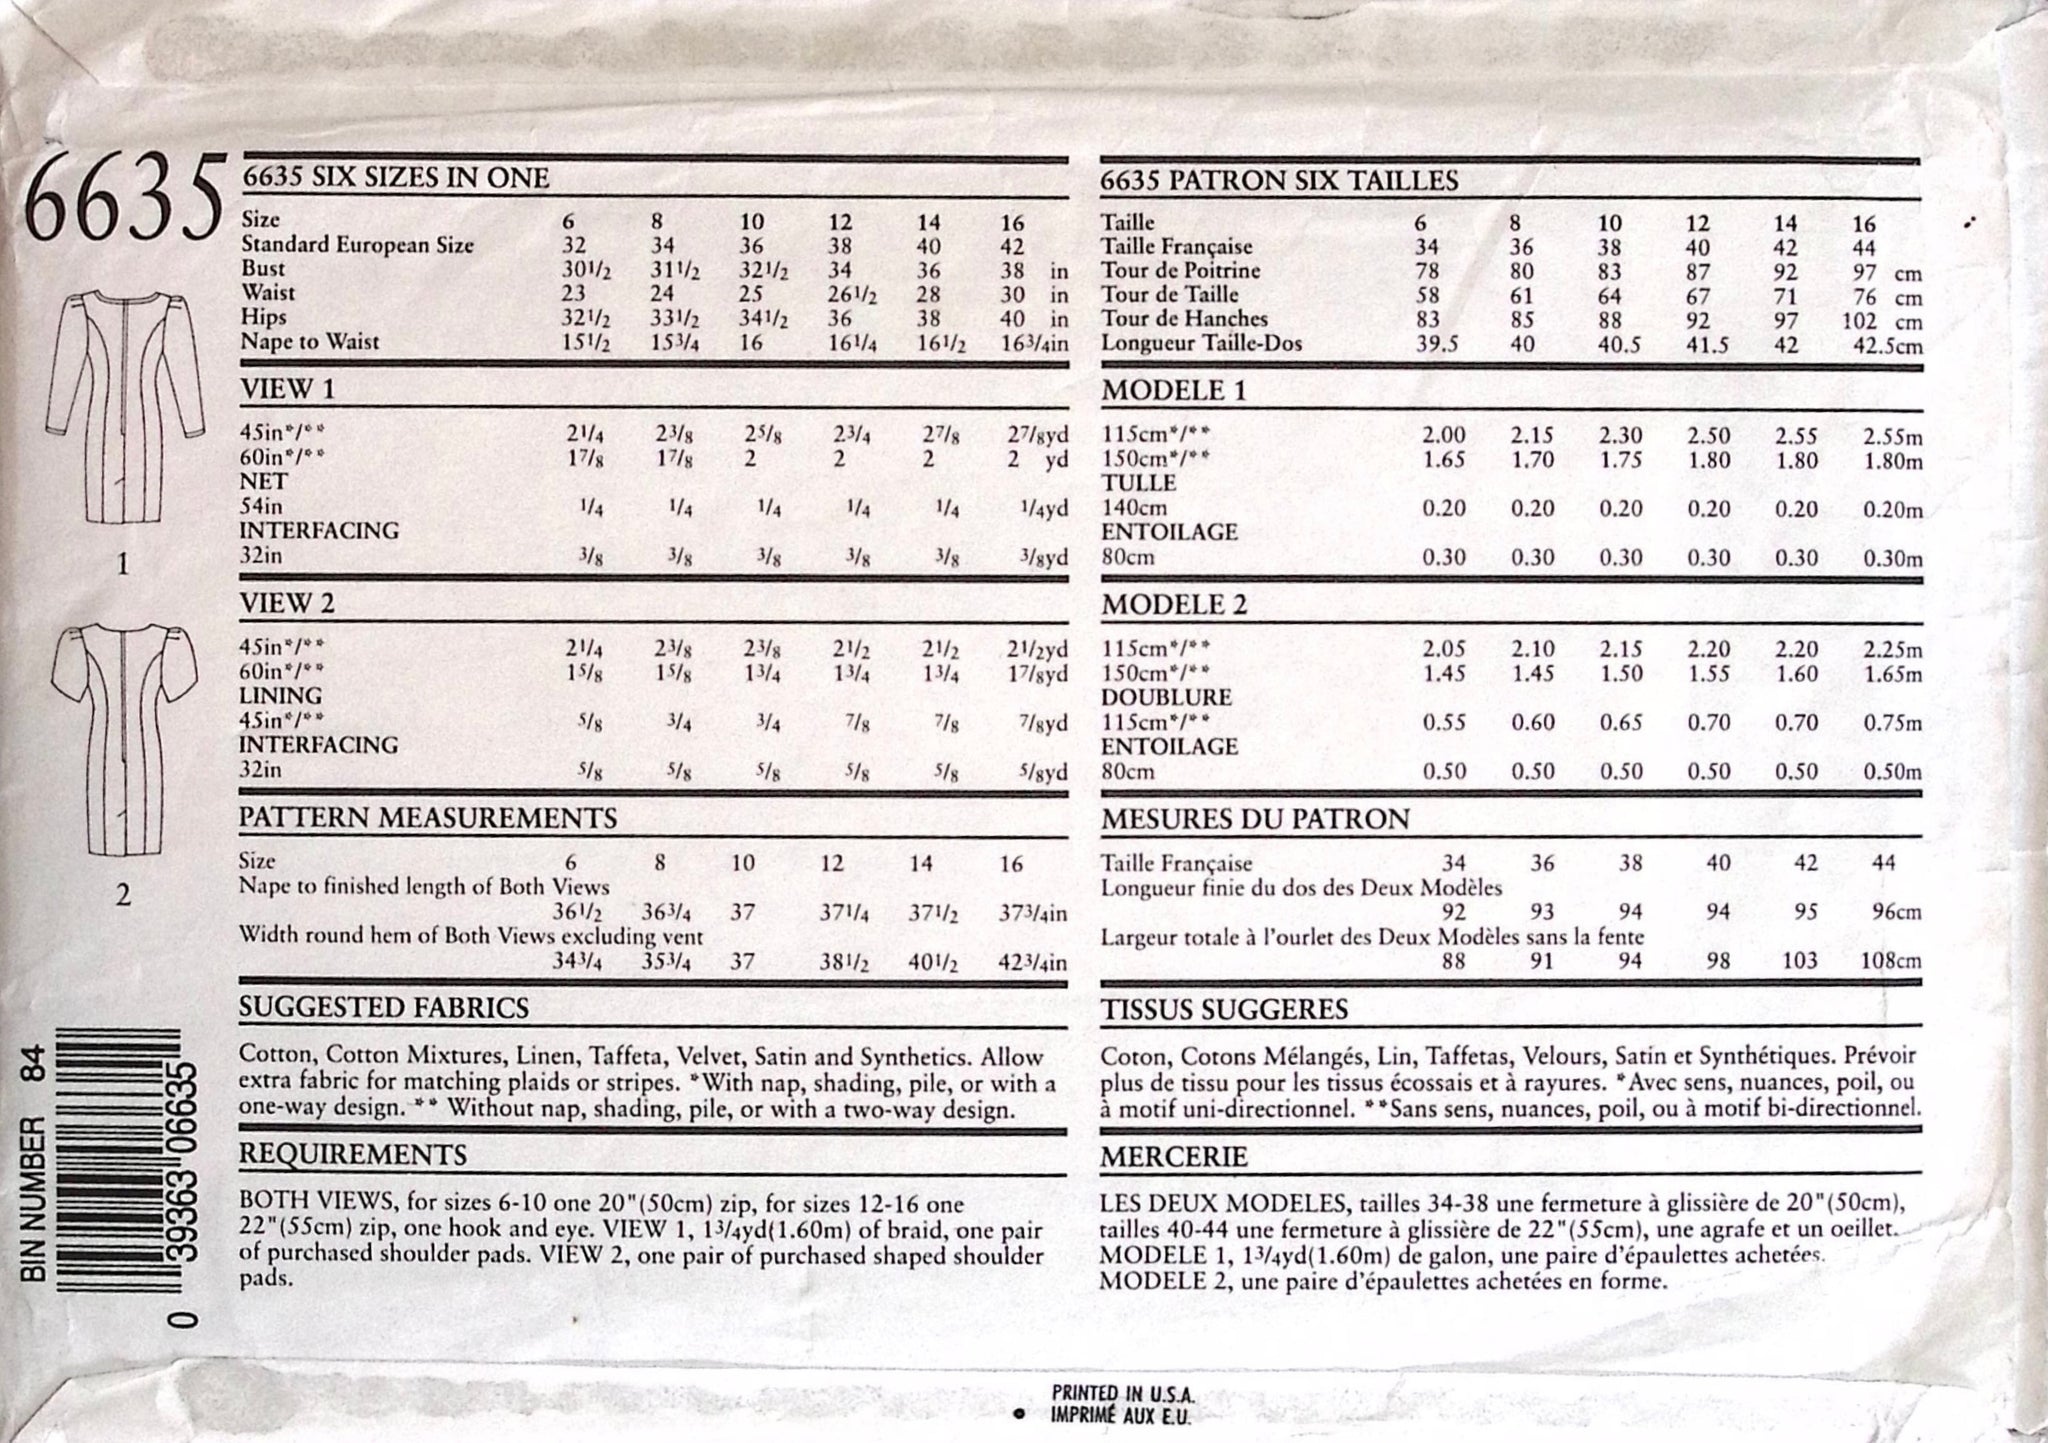 6635
6635 SIX SIZES IN ONE
Size 6 8 10 12 14 16
Standard European Size 32 34 36 38 40 42
Bust 30½ 31½ 32½ 34 36 38 in
Waist 23 24 25 26½ 28 30 in
Hips 32½ 33½ 34½ 36 38 40 in
Nape to Waist 15½ 15¾ 16 16¼ 16½ 16¾in
VIEW 1
45in*/** 2¼ 2⅜ 2⅝ 2¾ 2⅞ 2⅞yd
60in*/** 1⅞ 1⅞ 2 2 2 2 yd
NET
54in ¼ ¼ ¼ ¼ ¼ ¼yd
INTERFACING
32in ⅜ ⅜ ⅜ ⅜ ⅜ ⅜yd
VIEW 2
45in*/** 2¼ 2⅜ 2⅜ 2½ 2½ 2½yd
60in*/** 1⅝ 1⅝ 1¾ 1¾ 1¾ 1⅞yd
LINING
45in*/** ⅝ ¾ ¾ ⅞ ⅞ ⅞yd
INTERFACING
32in ⅝ ⅝ ⅝ ⅝ ⅝ ⅝yd
PATTERN MEASUREMENTS
Size 6 8 10 12 14 16
Nape to finished length of Both Views
36½ 36¾ 37 37¼ 37½ 37¾in
Width round hem of Both Views excluding vent
34¾ 35¾ 37 38½ 40½ 42¾in
SUGGESTED FABRICS
Cotton, Cotton Mixtures, Linen, Taffeta, Velvet, Satin and Synthetics. Allow
extra fabric for matching plaids or stripes. *With nap, shading, pile, or with a
one-way design. ** Without nap, shading, pile, or with a two-way design.
REQUIREMENTS
BOTH VIEWS, for sizes 6-10 one 20"(50cm) zip, for sizes 12-16 one
22"(55cm) zip, one hook and eye. VIEW 1, 1¾yd(1.60m) of braid, one pair
of purchased shoulder pads. VIEW 2, one pair of purchased shaped shoulder
pads.
6635 PATRON SIX TAILLES
Taille 6 8 10 12 14 16
Taille Française 34 36 38 40 42 44
Tour de Poitrine 78 80 83 87 92 97 cm
Tour de Taille 58 61 64 67 71 76 cm
Tour de Hanches 83 85 88 92 97 102 cm
Longueur Taille-Dos 39.5 40 40.5 41.5 42 42.5cm
MODELE 1
115cm*/** 2.00 2.15 2.30 2.50 2.55 2.55m
150cm*/** 1.65 1.70 1.75 1.80 1.80 1.80m
TULLE
140cm 0.20 0.20 0.20 0.20 0.20 0.20m
ENTOILAGE
80cm 0.30 0.30 0.30 0.30 0.30 0.30m
MODELE 2
115cm*/** 2.05 2.10 2.15 2.20 2.20 2.25m
150cm*/** 1.45 1.45 1.50 1.55 1.60 1.65m
DOUBLURE
115cm*/** 0.55 0.60 0.65 0.70 0.70 0.75m
ENTOILAGE
80cm 0.50 0.50 0.50 0.50 0.50 0.50m
MESURES DU PATRON
Taille Française 34 36 38 40 42 44
Longueur finie du dos des Deux Modèles
92 93 94 94 95 96cm
Largeur totale à l'ourlet des Deux Modèles sans la fente
88 91 94 98 103 108cm
TISSUS SUGGERES
Coton, Cotons Mélangés, Lin, Taffetas, Velours, Satin et Synthétiques. Prévoir
plus de tissu pour les tissus écossais et à rayures. *Avec sens, nuances, poil, ou
à motif uni-directionnel. **Sans sens, nuances, poil, ou à motif bi-directionnel.
MERCERIE
LES DEUX MODELES, tailles 34-38 une fermeture à glissière de 20"(50cm),
tailles 40-44 une fermeture à glissière de 22"(55cm), une agrafe et un oeillet.
MODELE 1, 1¾yd(1.60m) de galon, une paire d'épaulettes achetées.
MODELE 2, une paire d'épaulettes achetées en forme.
1
2
BIN NUMBER 84
0 39363 06635
PRINTED IN U.S.A.
IMPRIMÉ AUX E.U.